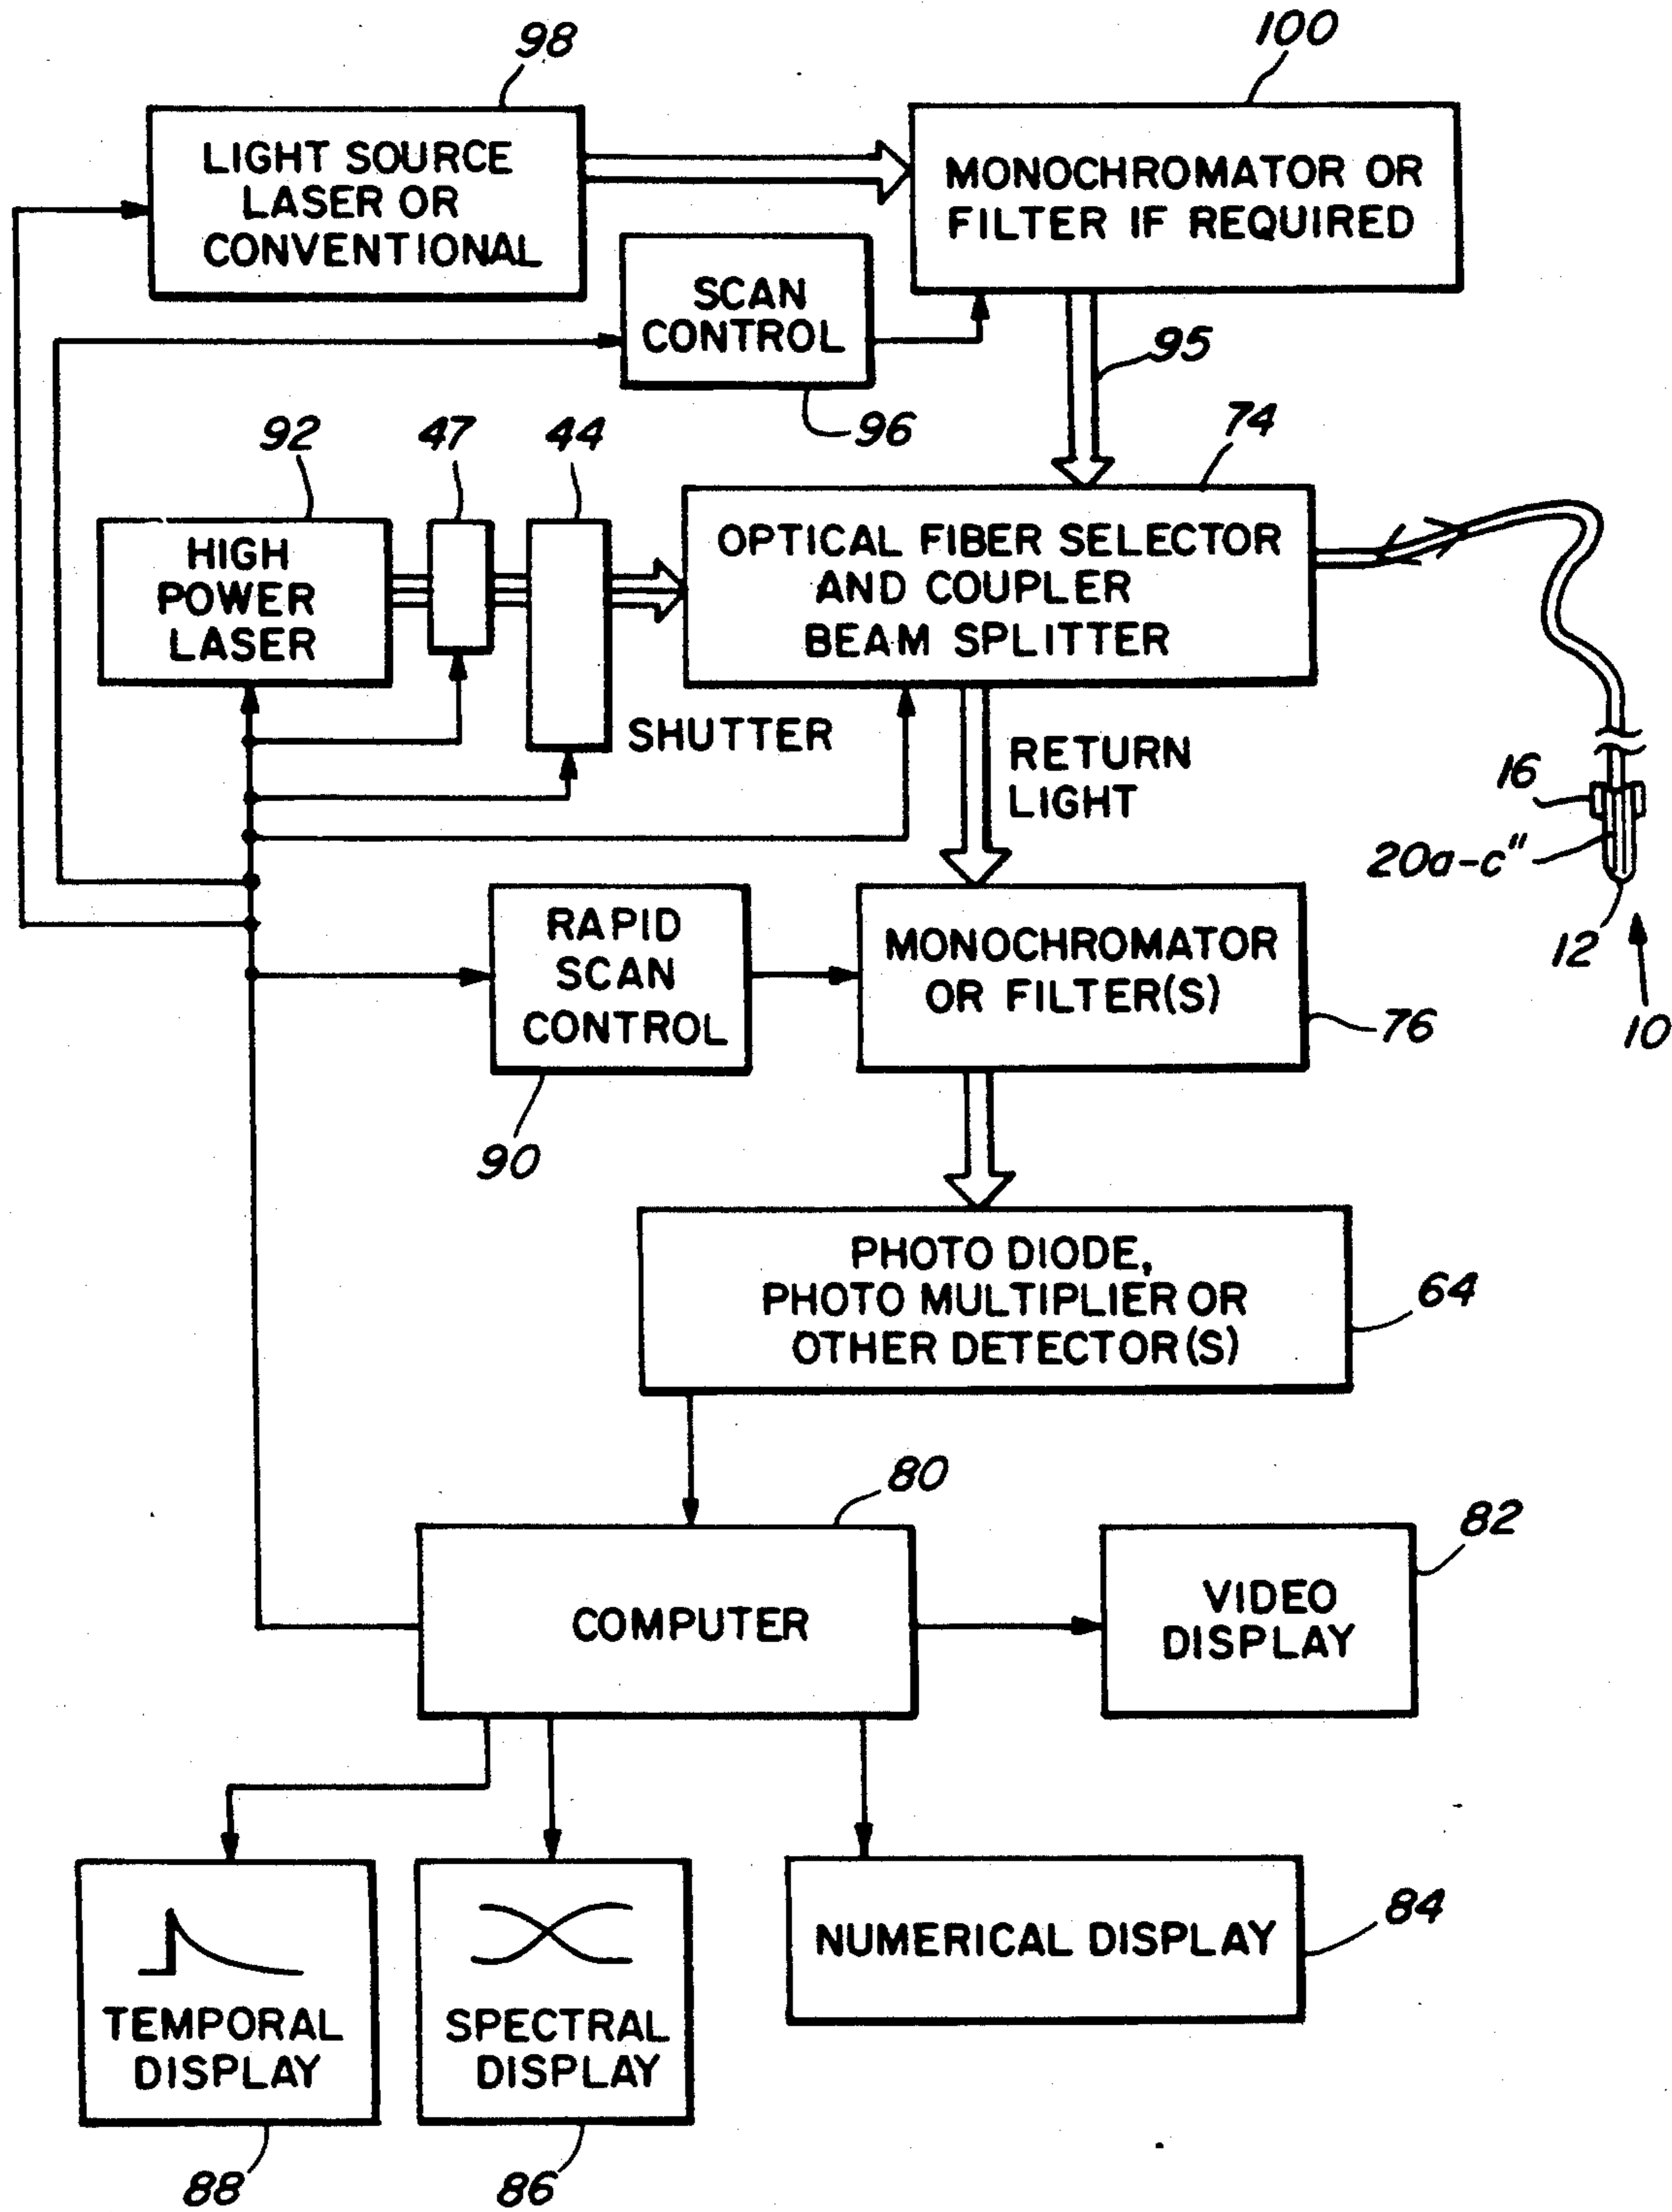 98
100
LIGHT SOURCE
LASER OR
CONVENTIONAL
MONOCHROMATOR OR
FILTER IF REQUIRED
SCAN
CONTROL
95
96
92
47
44
74
HIGH
POWER
LASER
OPTICAL FIBER SELECTOR
AND COUPLER
BEAM SPLITTER
SHUTTER
RETURN
LIGHT
16
20a-c"
12
10
RAPID
SCAN
CONTROL
MONOCHROMATOR
OR FILTER(S)
76
90
PHOTO DIODE,
PHOTO MULTIPLIER OR
OTHER DETECTOR(S)
64
80
82
COMPUTER
VIDEO
DISPLAY
TEMPORAL
DISPLAY
SPECTRAL
DISPLAY
NUMERICAL DISPLAY
84
88
86